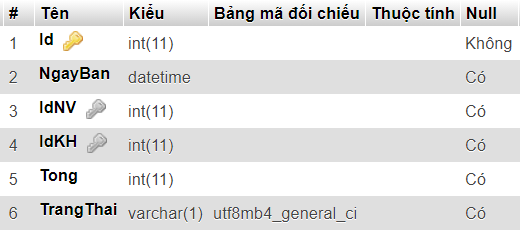 # Tên Kiểu Bảng mã đối chiếu Thuộc tính Null
1 Id int(11) Không
2 NgayBan datetime Có
3 IdNV int(11) Có
4 IdKH int(11) Có
5 Tong int(11) Có
6 TrangThai varchar(1) utf8mb4_general_ci Có